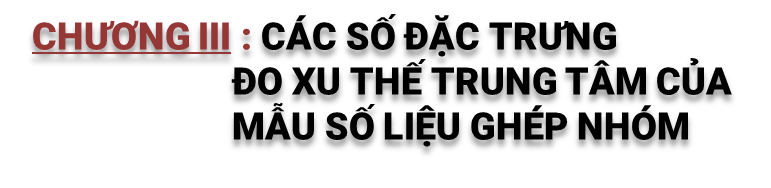 CHƯƠNG III : CÁC SỐ ĐẶC TRƯNG
ĐO XU THẾ TRUNG TÂM CỦA
MẪU SỐ LIỆU GHÉP NHÓM